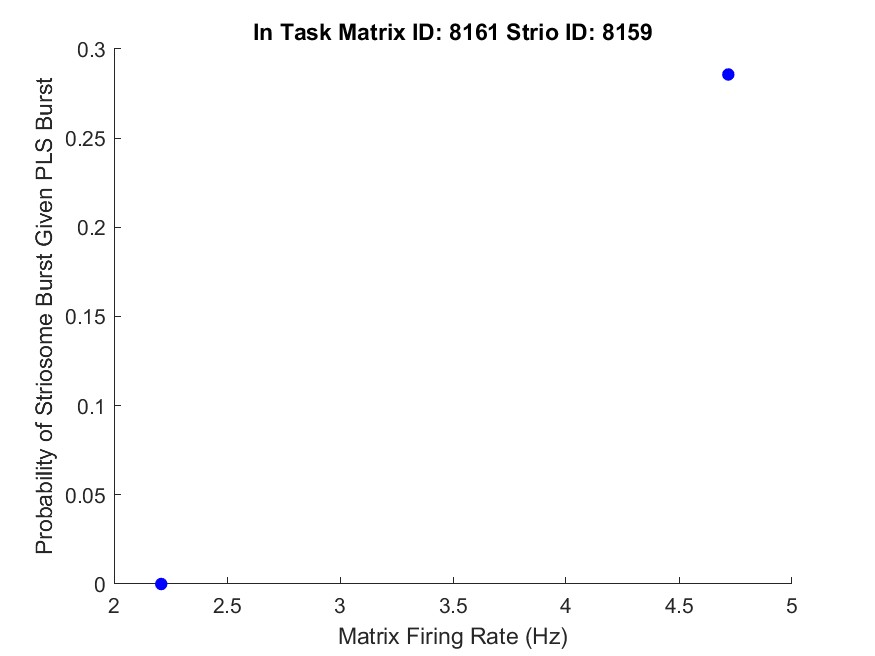 In Task Matrix ID: 8161 Strio ID: 8159
Probability of Striosome Burst Given PLS Burst
0.3
0.25
0.2
0.15
0.1
0.05
0
2 2.5 3 3.5 4 4.5 5
Matrix Firing Rate (Hz)